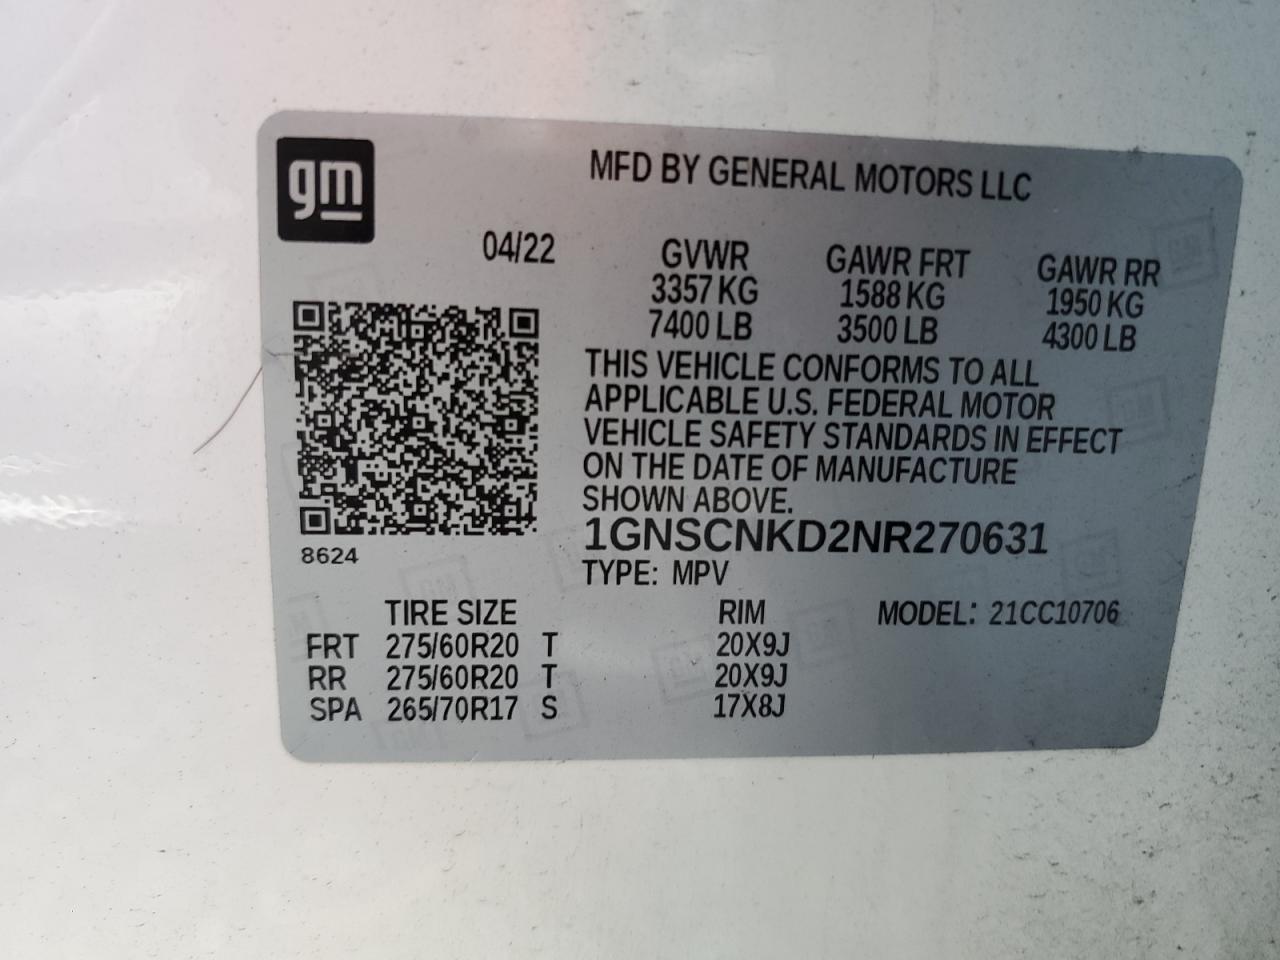 gm
MFD BY GENERAL MOTORS LLC
04/22
GVWR GAWR FRT GAWR RR
3357 KG 1588 KG 1950 KG
7400 LB 3500 LB 4300 LB
THIS VEHICLE CONFORMS TO ALL
APPLICABLE U.S. FEDERAL MOTOR
VEHICLE SAFETY STANDARDS IN EFFECT
ON THE DATE OF MANUFACTURE
SHOWN ABOVE.
1GNSCNKD2NR270631
8624
TYPE: MPV
TIRE SIZE RIM MODEL: 21CC10706
FRT 275/60R20 T 20X9J
RR 275/60R20 T 20X9J
SPA 265/70R17 S 17X8J